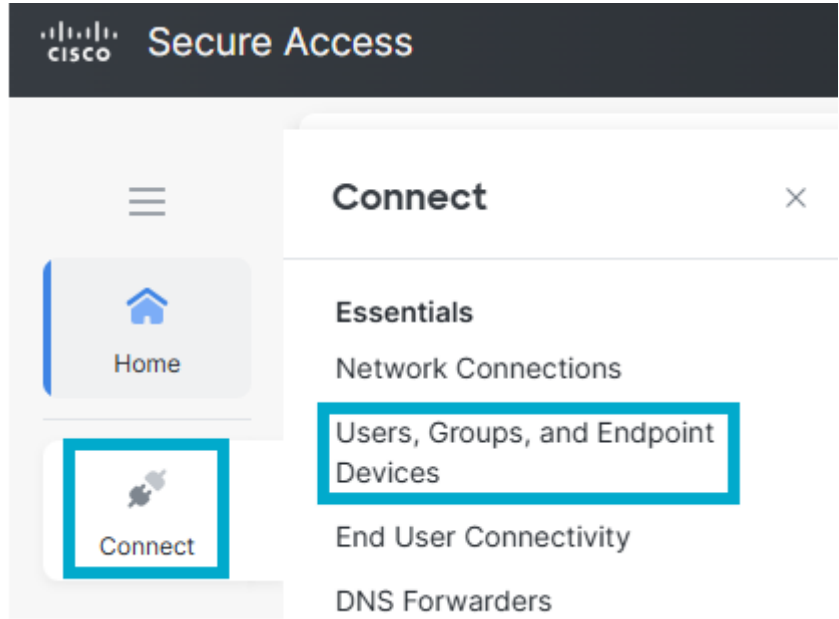 CISCO Secure Access
Connect
Home
Essentials
Network Connections
Users, Groups, and Endpoint
Devices
Connect
End User Connectivity
DNS Forwarders